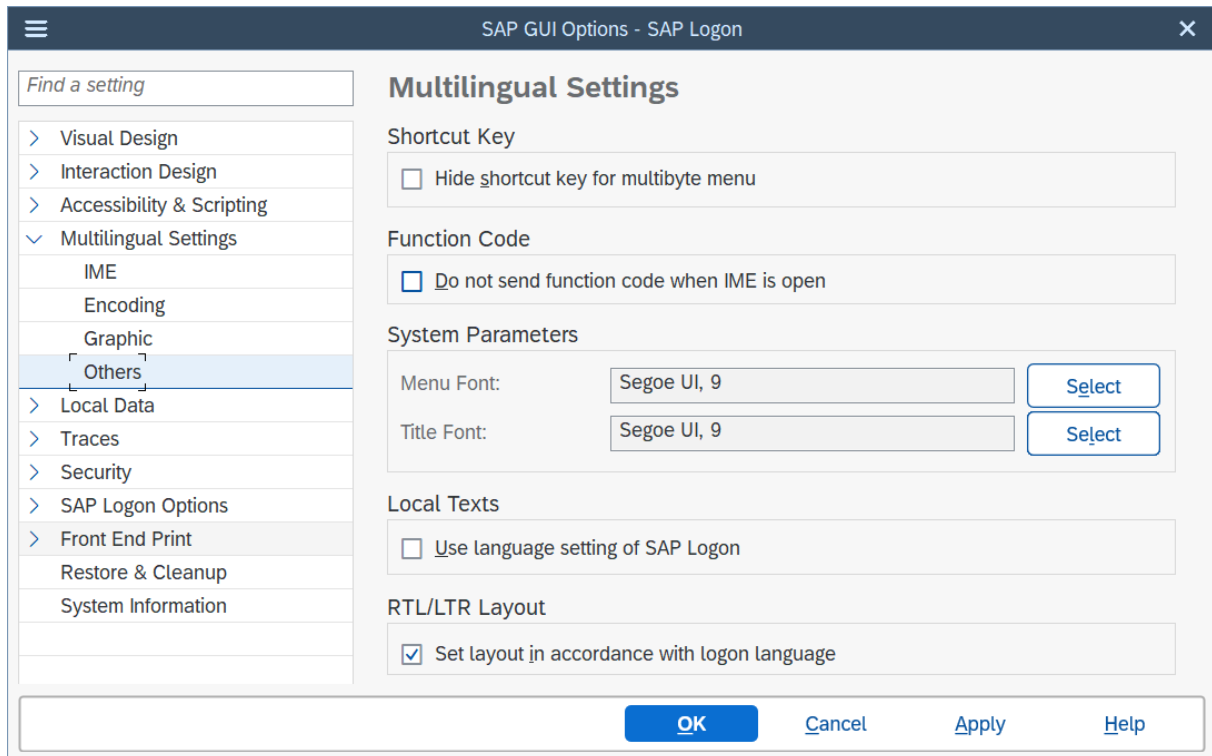 SAP GUI Options - SAP Logon
Find a setting
Visual Design
Interaction Design
Accessibility & Scripting
Multilingual Settings
IME
Encoding
Graphic
Others
Local Data
Traces
Security
SAP Logon Options
Front End Print
Restore & Cleanup
System Information
Multilingual Settings
Shortcut Key
Hide shortcut key for multibyte menu
Function Code
Do not send function code when IME is open
System Parameters
Menu Font: Segoe UI, 9 Select
Title Font: Segoe UI, 9 Select
Local Texts
Use language setting of SAP Logon
RTL/LTR Layout
Set layout in accordance with logon language
OK Cancel Apply Help